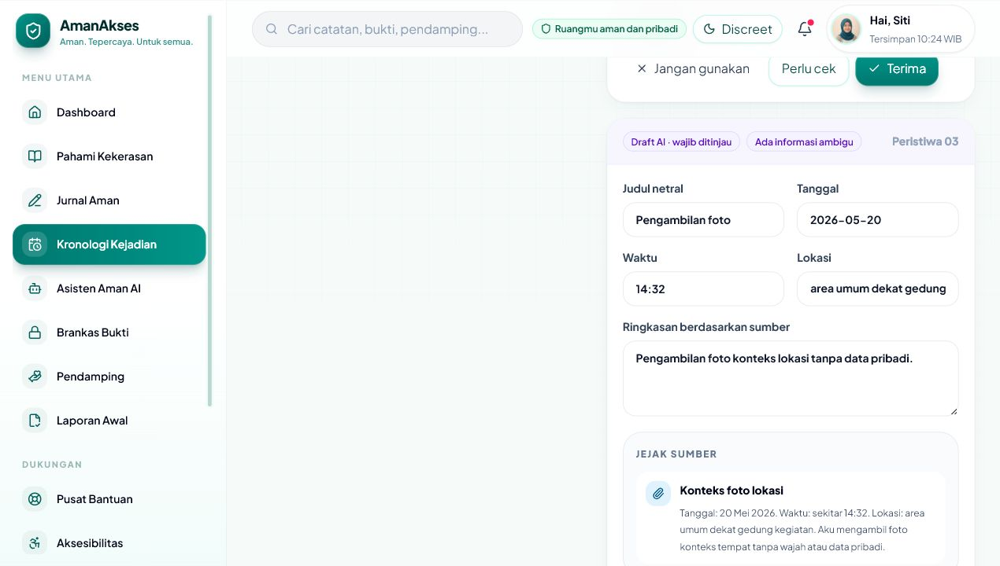 AmanAkses
Aman. Tepercaya. Untuk semua.
MENU UTAMA
Dashboard
Pahami Kekerasan
Jurnal Aman
Kronologi Kejadian
Asisten Aman AI
Brankas Bukti
Pendamping
Laporan Awal
DUKUNGAN
Pusat Bantuan
Aksesibilitas
Cari catatan, bukti, pendamping...
Ruangmu aman dan pribadi
Discreet
Hai, Siti
Tersimpan 10:24 WIB
Jangan gunakan
Perlu cek
Terima
Draft AI · wajib ditinjau
Ada informasi ambigu
Peristiwa 03
Judul netral
Tanggal
Pengambilan foto
2026-05-20
Waktu
Lokasi
14:32
area umum dekat gedung
Ringkasan berdasarkan sumber
Pengambilan foto konteks lokasi tanpa data pribadi.
JEJAK SUMBER
Konteks foto lokasi
Tanggal: 20 Mei 2026. Waktu: sekitar 14:32. Lokasi: area
umum dekat gedung kegiatan. Aku mengambil foto
konteks tempat tanpa wajah atau data pribadi.